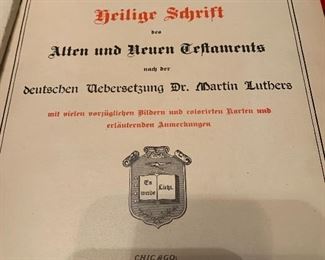 Heilige Schrift
des
Alten und Neuen Testaments
nach der
deutschen Uebersetzung Dr. Martin Luthers
mit vielen vorzüglichen Bildern und colorirten Karten und
erläuternden Anmerkungen
Es werde Licht.
CHICAGO: